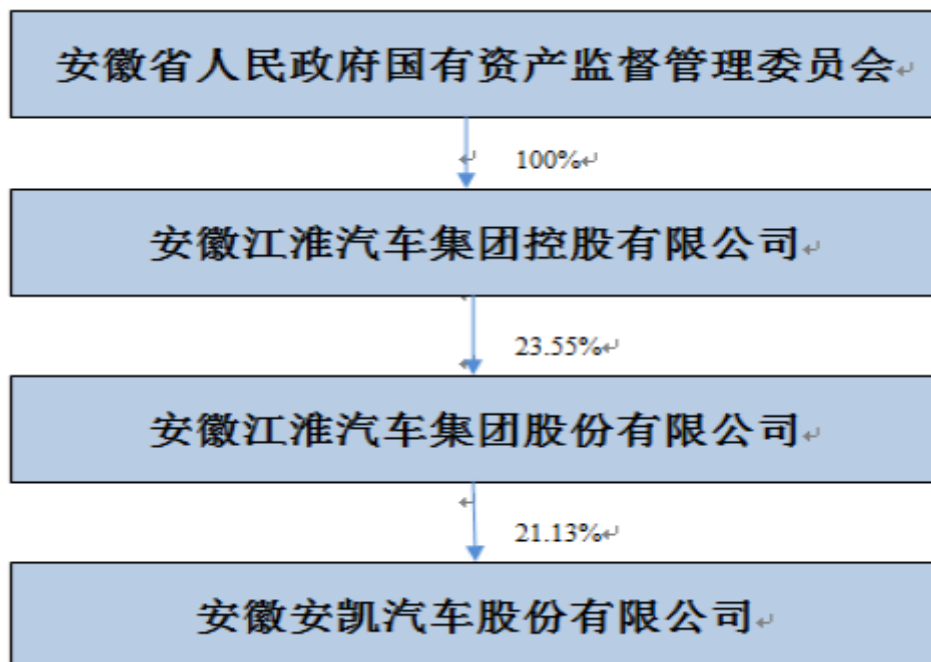 安徽省人民政府国有资产监督管理委员会
100%
安徽江淮汽车集团控股有限公司
23.55%
安徽江淮汽车集团股份有限公司
21.13%
安徽安凯汽车股份有限公司